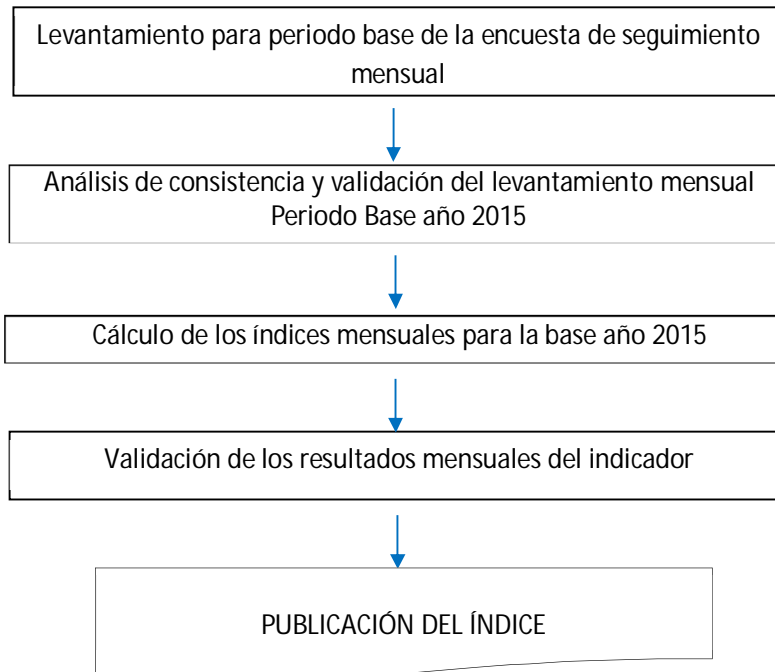 Levantamiento para periodo base de la encuesta de seguimiento
mensual
Análisis de consistencia y validación del levantamiento mensual
Periodo Base año 2015
Cálculo de los índices mensuales para la base año 2015
Validación de los resultados mensuales del indicador
PUBLICACIÓN DEL ÍNDICE